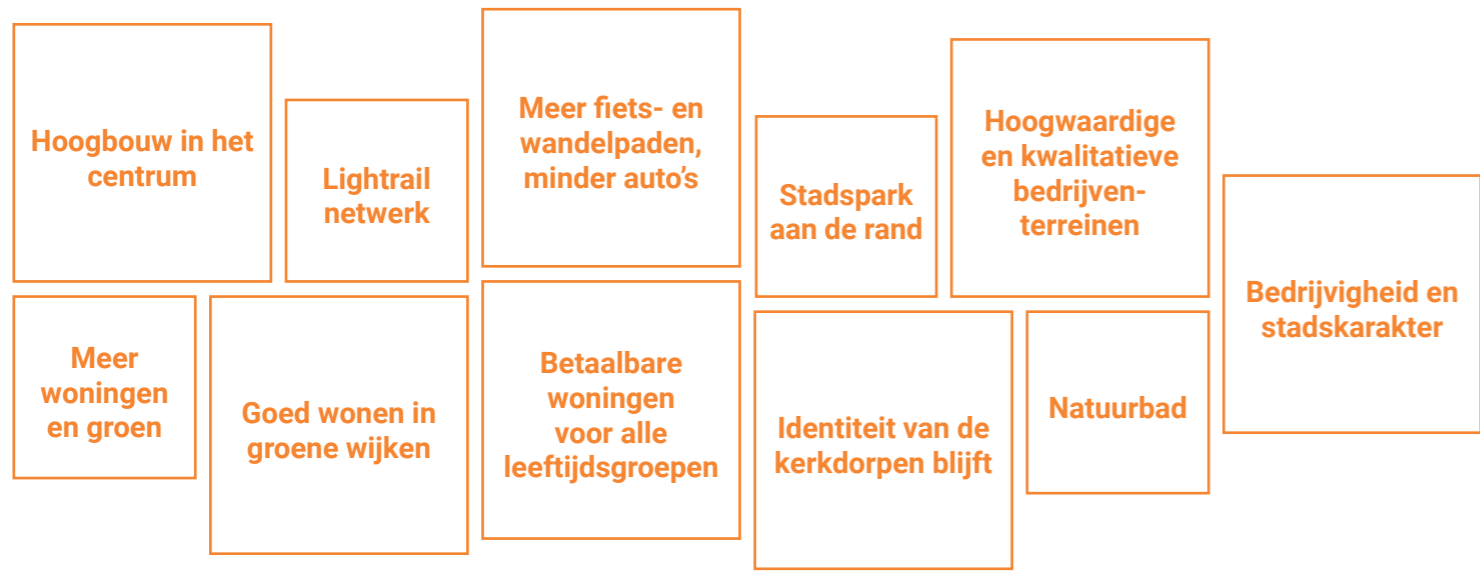 Hoogbouw in het
centrum
Lightrail
netwerk
Meer fiets- en
wandelpaden,
minder auto’s
Stadspark
aan de rand
Hoogwaardige
en kwalitatieve
bedrijven-
terreinen
Bedrijvigheid en
stadskarakter
Meer
woningen
en groen
Goed wonen in
groene wijken
Betaalbare
woningen
voor alle
leeftijdsgroepen
Identiteit van de
kerkdorpen blijft
Natuurbad